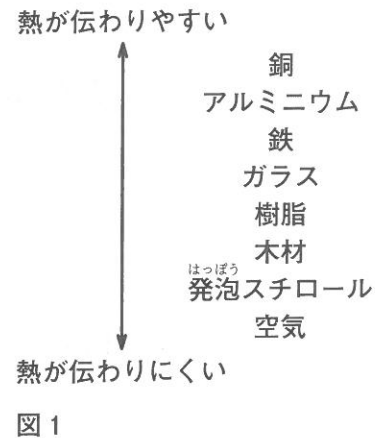 熱が伝わりやすい
銅
アルミニウム
鉄
ガラス
樹脂
木材
はっぽう
発泡スチロール
空気
熱が伝わりにくい
図1